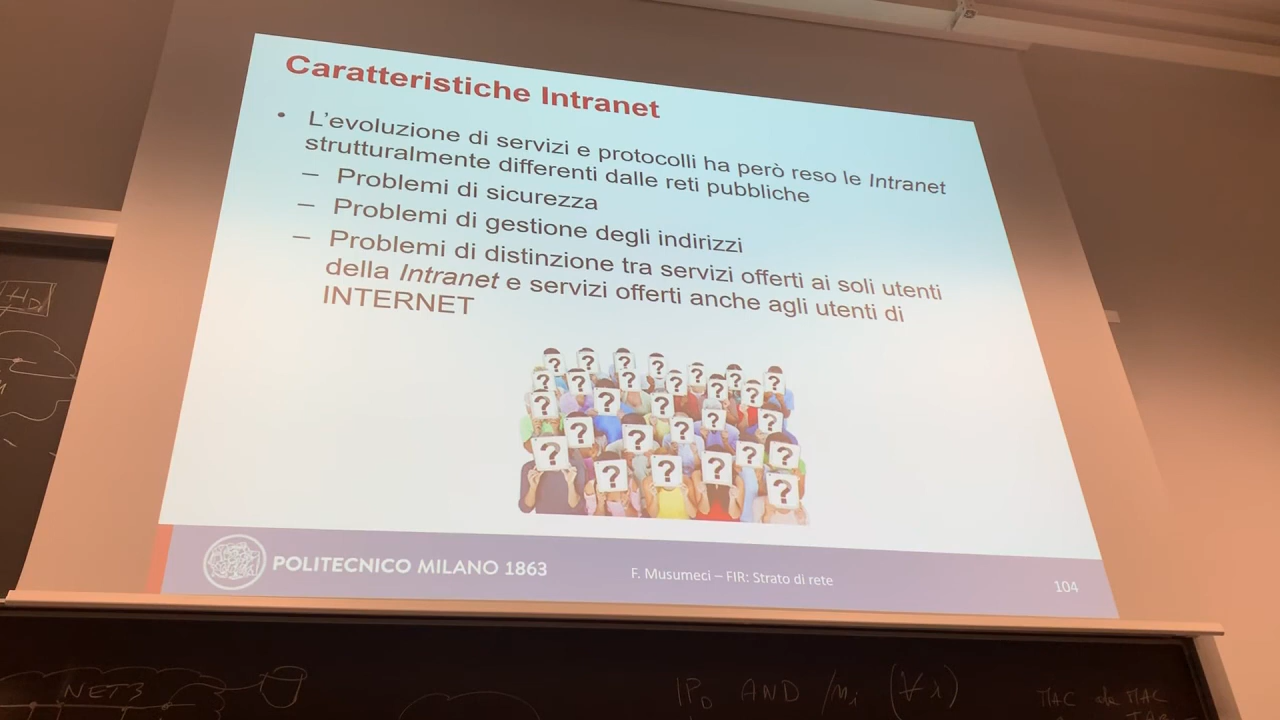 Caratteristiche Intranet
• L'evoluzione di servizi e protocolli ha però reso le Intranet
strutturalmente differenti dalle reti pubbliche
– Problemi di sicurezza
– Problemi di gestione degli indirizzi
– Problemi di distinzione tra servizi offerti ai soli utenti
della Intranet e servizi offerti anche agli utenti di
INTERNET
? ? ? ? ? ? ? ?
? ? ? ? ? ?
? ? ? ? ?
? ? ? ? ?
? ? ? ? ? ?
POLITECNICO MILANO 1863
F. Musumeci – FIR: Strato di rete
104
NET3
IP_D AND
MAC